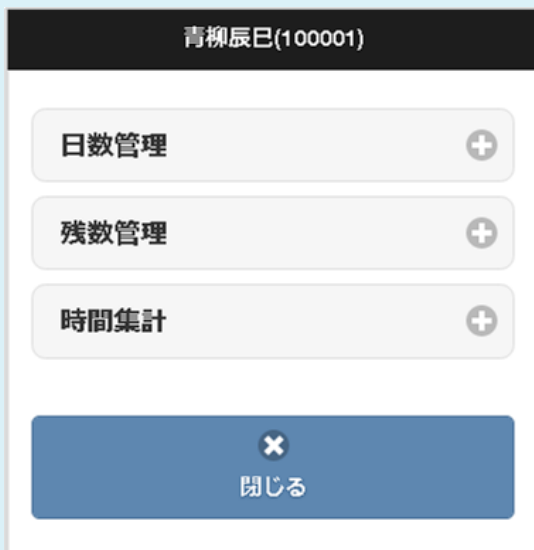 青柳辰巳(100001)
日数管理
残数管理
時間集計
閉じる